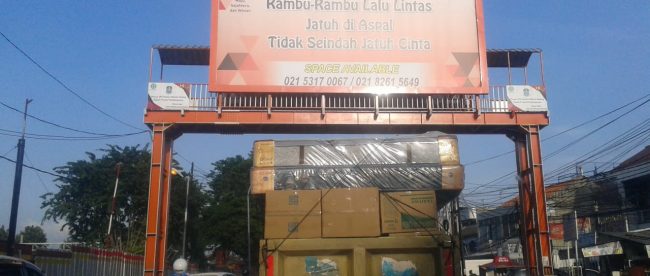 Rambu-Rambu Lalu Lintas
Jatuh di Aspal
Tidak Seindah Jatuh Cinta
SPACE AVAILABLE
021 5317 0067 / 021 8261 5649